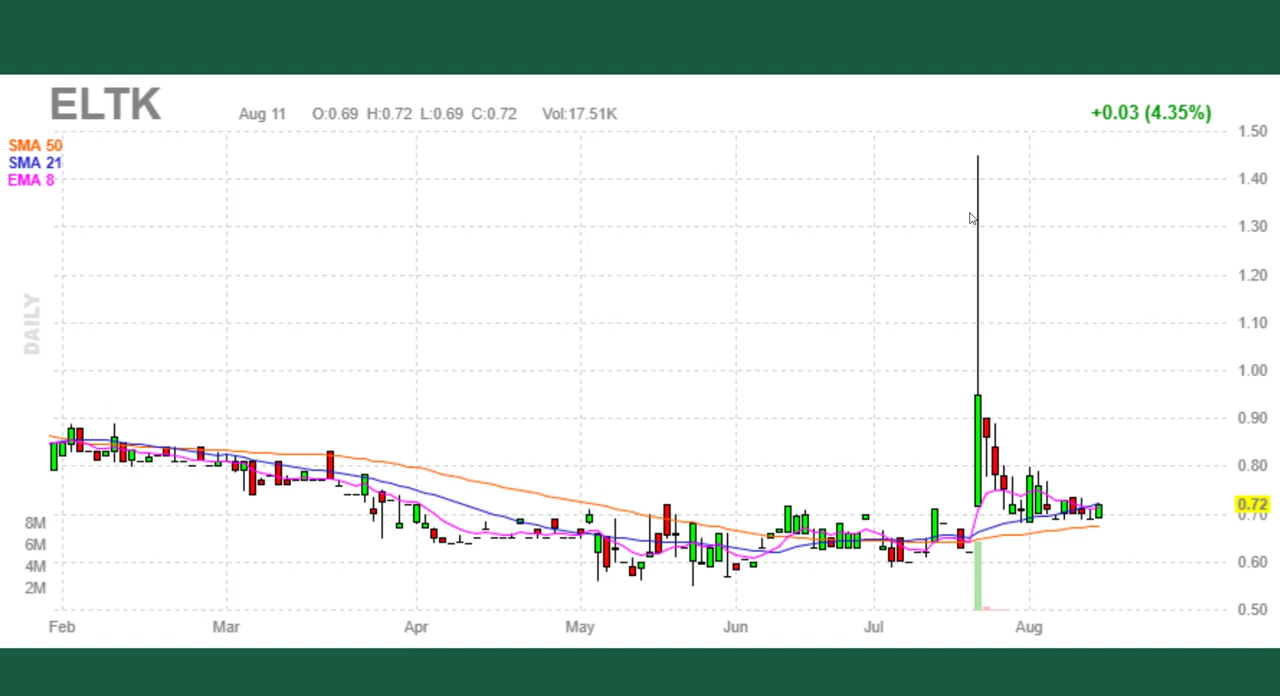 ELTK Aug 11 O:0.69 H:0.72 L:0.69 C:0.72 Vol:17.51K +0.03 (4.35%)
SMA 50
SMA 21
EMA 8
DAILY
1.50
1.40
1.30
1.20
1.10
1.00
0.90
0.80
0.72
0.70
0.60
0.50
8M
6M
4M
2M
Feb Mar Apr May Jun Jul Aug